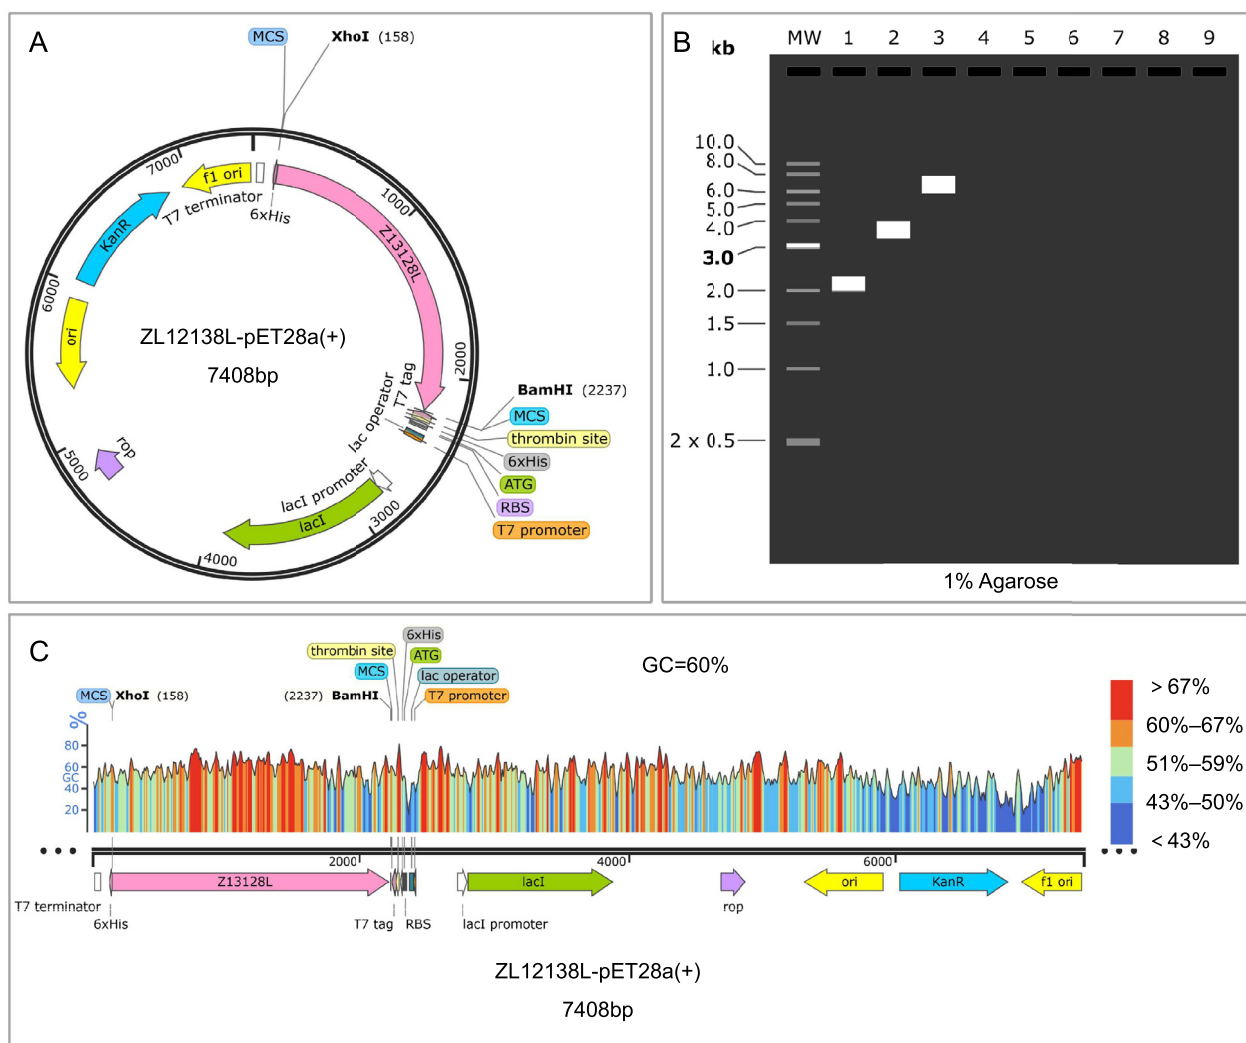 A
MCS
XhoI (158)
7000
f1 ori
T7 terminator
6xHis
KanR
1000
Z13128L
6000
ori
ZL12138L-pET28a(+)
7408bp
2000
T7 tag
lac operator
BamHI (2237)
MCS
thrombin site
6xHis
ATG
RBS
T7 promoter
rop
5000
lacI promoter
lacI
3000
4000
B
kb
MW 1 2 3 4 5 6 7 8 9
10.0
8.0
6.0
5.0
4.0
3.0
2.0
1.5
1.0
2 x 0.5
1% Agarose
C
6xHis
thrombin site
ATG
MCS
lac operator
MCS XhoI (158)
(2237) BamHI
T7 promoter
GC=60%
%
80
60
GC
40
20
> 67%
60%–67%
51%–59%
43%–50%
< 43%
2000
4000
6000
Z13128L
lacI
ori
KanR
f1 ori
T7 terminator
6xHis
T7 tag
RBS
lacI promoter
rop
ZL12138L-pET28a(+)
7408bp